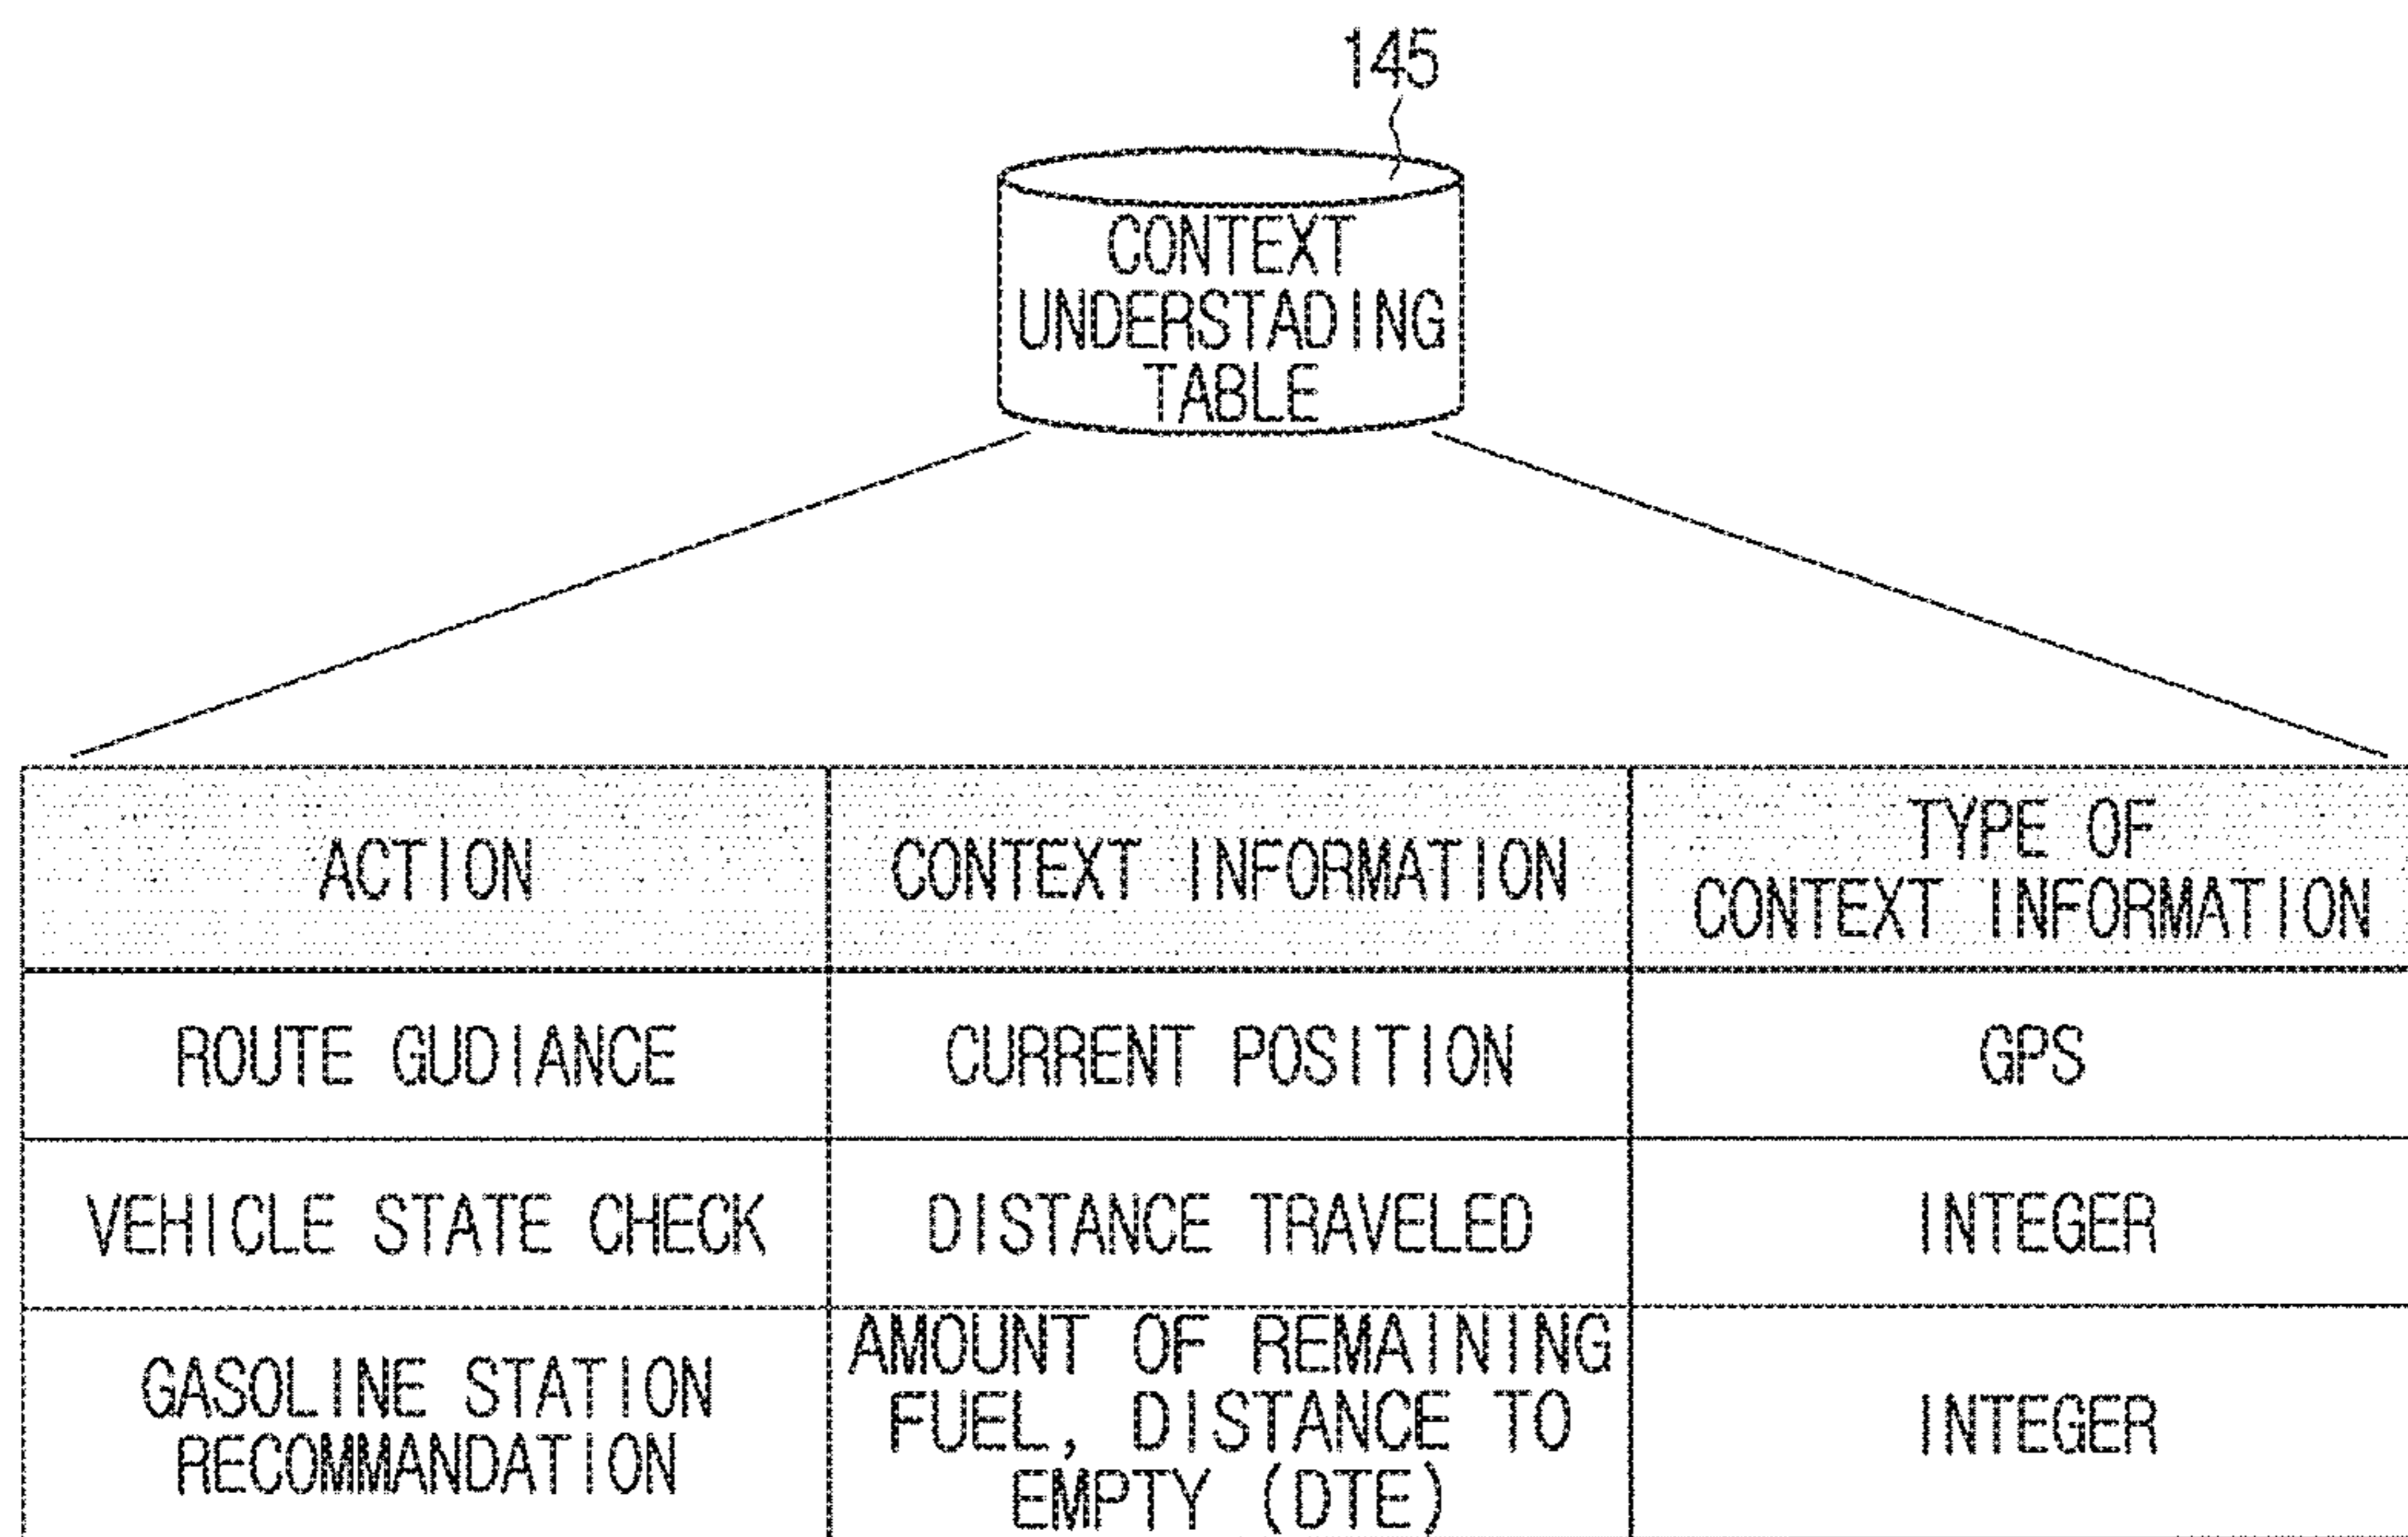 145
CONTEXT
UNDERSTADING
TABLE
ACTION
CONTEXT INFORMATION
TYPE OF
CONTEXT INFORMATION
ROUTE GUDIANCE
CURRENT POSITION
GPS
VEHICLE STATE CHECK
DISTANCE TRAVELED
INTEGER
GASOLINE STATION
RECOMMANDATION
AMOUNT OF REMAINING
FUEL, DISTANCE TO
EMPTY (DTE)
INTEGER